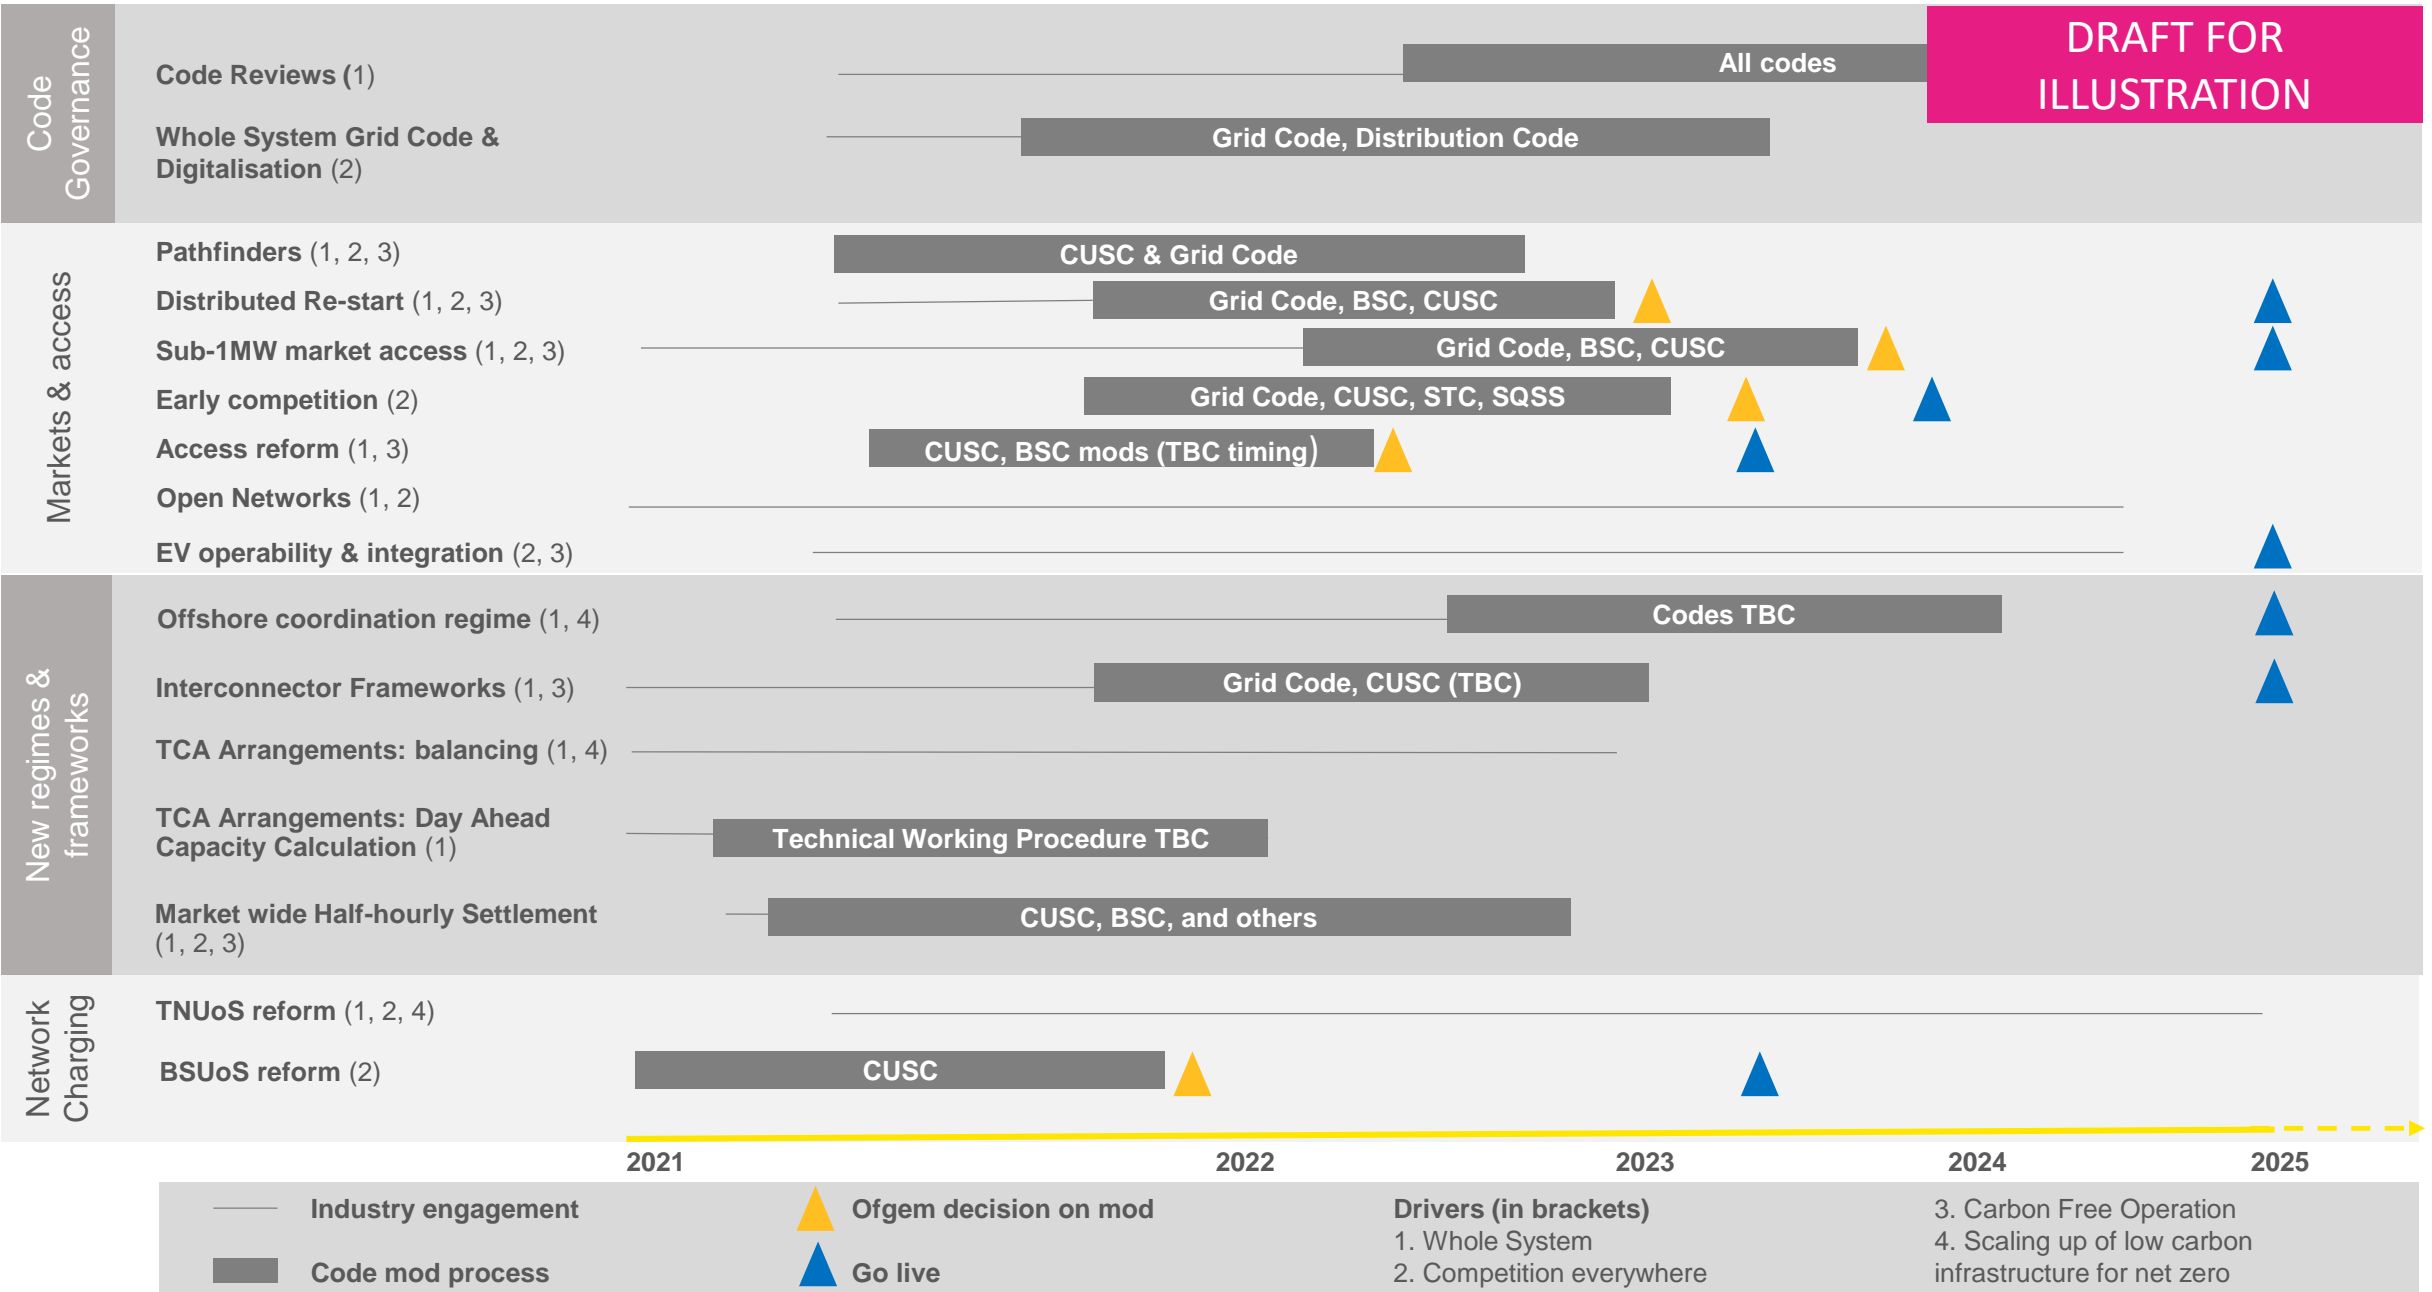 DRAFT FOR
ILLUSTRATION
Code
Governance
Code Reviews (1)
All codes
Whole System Grid Code &
Digitalisation (2)
Grid Code, Distribution Code
Markets & access
Pathfinders (1, 2, 3)
CUSC & Grid Code
Distributed Re-start (1, 2, 3)
Grid Code, BSC, CUSC
Sub-1MW market access (1, 2, 3)
Grid Code, BSC, CUSC
Early competition (2)
Grid Code, CUSC, STC, SQSS
Access reform (1, 3)
CUSC, BSC mods (TBC timing)
Open Networks (1, 2)
EV operability & integration (2, 3)
New regimes &
frameworks
Offshore coordination regime (1, 4)
Codes TBC
Interconnector Frameworks (1, 3)
Grid Code, CUSC (TBC)
TCA Arrangements: balancing (1, 4)
TCA Arrangements: Day Ahead
Capacity Calculation (1)
Technical Working Procedure TBC
Market wide Half-hourly Settlement
(1, 2, 3)
CUSC, BSC, and others
Network
Charging
TNUoS reform (1, 2, 4)
BSUoS reform (2)
CUSC
2021 2022 2023 2024 2025
Industry engagement
Code mod process
Ofgem decision on mod
Go live
Drivers (in brackets)
1. Whole System
2. Competition everywhere
3. Carbon Free Operation
4. Scaling up of low carbon
infrastructure for net zero